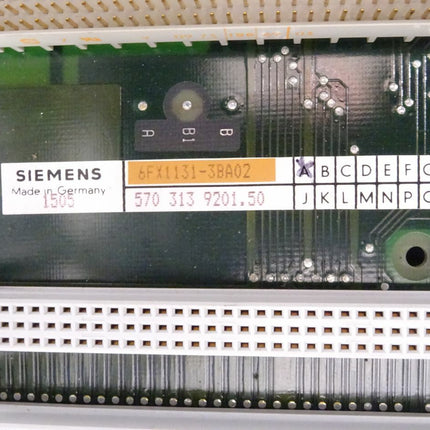 B
B1
A
SIEMENS
Made in Germany
1505
6FX1131-3BA02
570 313 9201.50
A B C D E F
J K L M N P